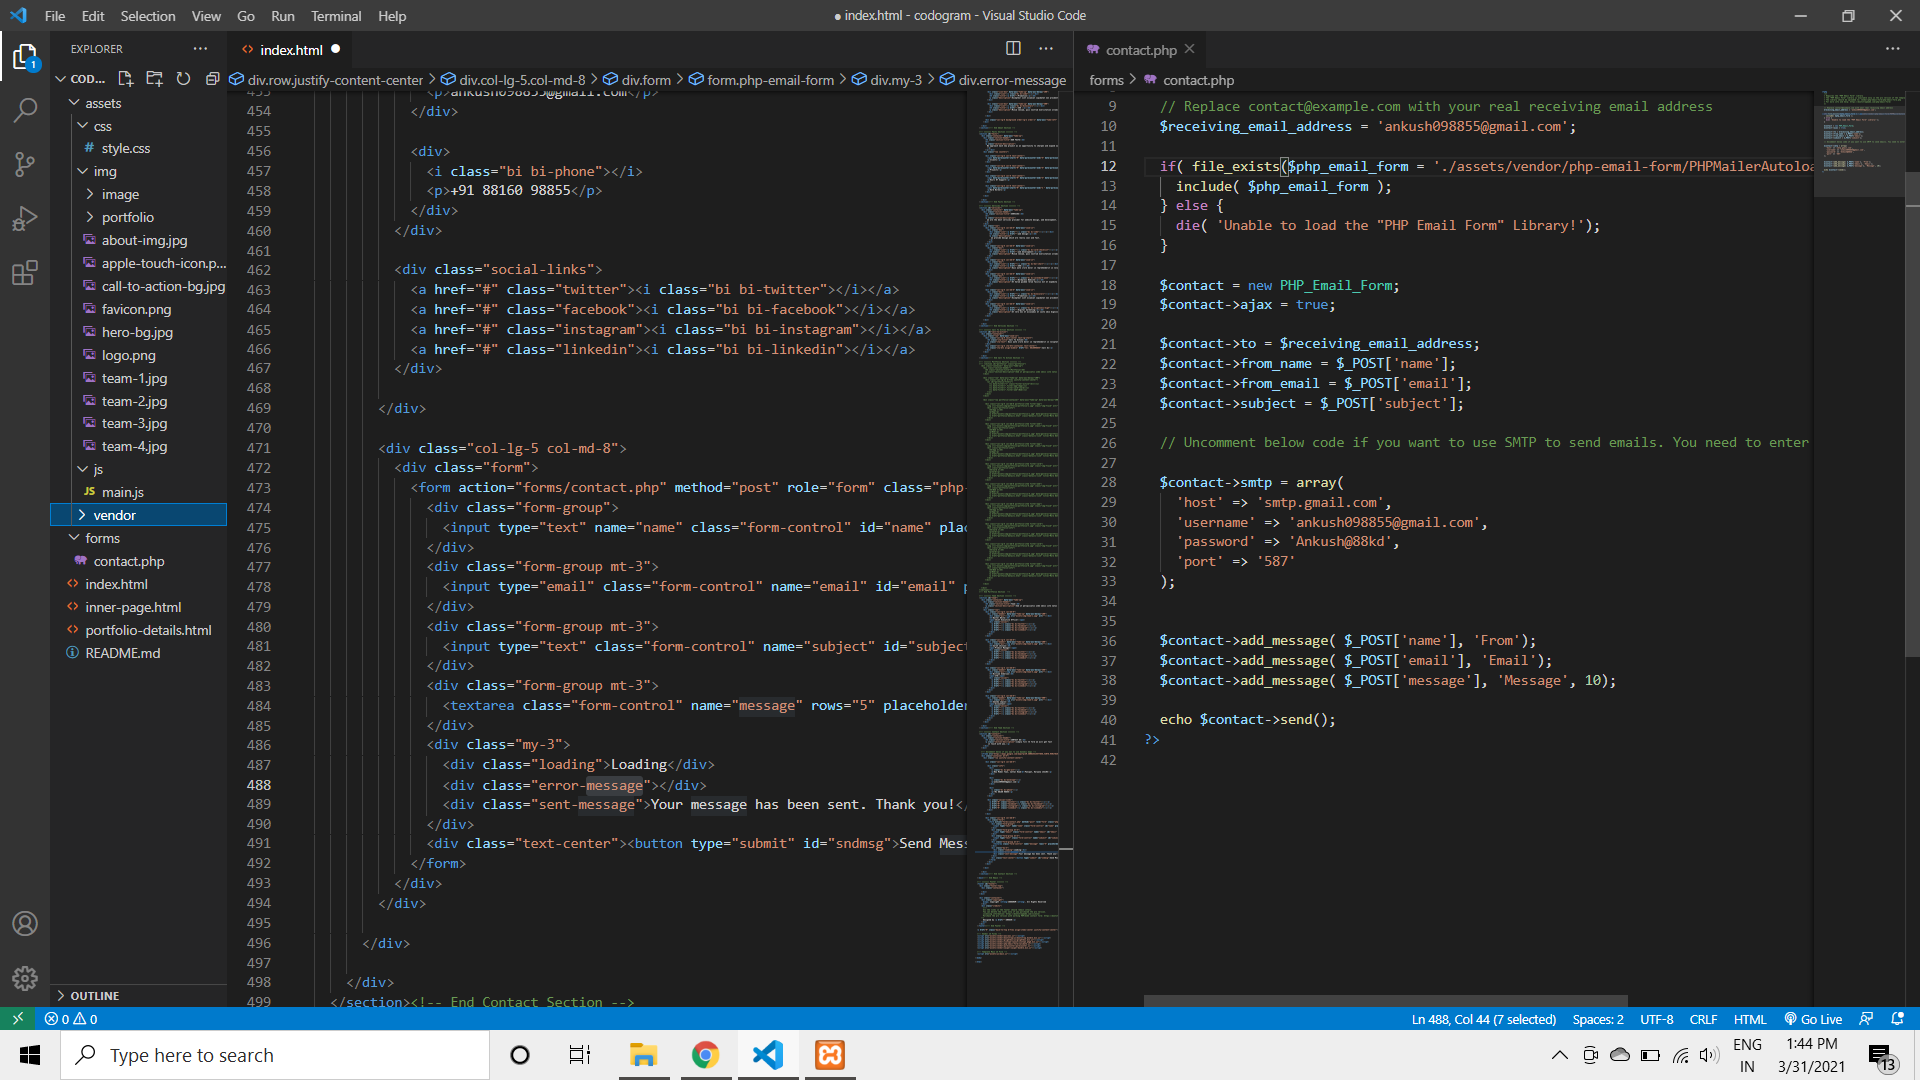 File Edit Selection View Go Run Terminal Help
● index.html - codogram - Visual Studio Code
EXPLORER
COD...
assets
css
# style.css
img
image
portfolio
about-img.jpg
apple-touch-icon.p...
call-to-action-bg.jpg
favicon.png
hero-bg.jpg
logo.png
team-1.jpg
team-2.jpg
team-3.jpg
team-4.jpg
js
JS main.js
vendor
forms
contact.php
index.html
inner-page.html
portfolio-details.html
README.md
OUTLINE
1
index.html
div.row.justify-content-center > div.col-lg-5.col-md-8 > div.form > form.php-email-form > div.my-3 > div.error-message
453 <p>ankush098855@gmail.com</p>
454 </div>
455
456 <div>
457 <i class="bi bi-phone"></i>
458 <p>+91 88160 98855</p>
459 </div>
460 </div>
461
462 <div class="social-links">
463 <a href="#" class="twitter"><i class="bi bi-twitter"></i></a>
464 <a href="#" class="facebook"><i class="bi bi-facebook"></i></a>
465 <a href="#" class="instagram"><i class="bi bi-instagram"></i></a>
466 <a href="#" class="linkedin"><i class="bi bi-linkedin"></i></a>
467 </div>
468
469 </div>
470
471 <div class="col-lg-5 col-md-8">
472 <div class="form">
473 <form action="forms/contact.php" method="post" role="form" class="php-
474 <div class="form-group">
475 <input type="text" name="name" class="form-control" id="name" plac
476 </div>
477 <div class="form-group mt-3">
478 <input type="email" class="form-control" name="email" id="email" p
479 </div>
480 <div class="form-group mt-3">
481 <input type="text" class="form-control" name="subject" id="subject
482 </div>
483 <div class="form-group mt-3">
484 <textarea class="form-control" name="message" rows="5" placeholder
485 </div>
486 <div class="my-3">
487 <div class="loading">Loading</div>
488 <div class="error-message"></div>
489 <div class="sent-message">Your message has been sent. Thank you!</
490 </div>
491 <div class="text-center"><button type="submit" id="sndmsg">Send Mess
492 </form>
493 </div>
494 </div>
495
496 </div>
497
498 </div>
499 </section><!-- End Contact Section -->
contact.php
forms > contact.php
9 // Replace contact@example.com with your real receiving email address
10 $receiving_email_address = 'ankush098855@gmail.com';
11
12 if( file_exists($php_email_form = './assets/vendor/php-email-form/PHPMailerAutoloa
13 include( $php_email_form );
14 } else {
15 die( 'Unable to load the "PHP Email Form" Library!');
16 }
17
18 $contact = new PHP_Email_Form;
19 $contact->ajax = true;
20
21 $contact->to = $receiving_email_address;
22 $contact->from_name = $_POST['name'];
23 $contact->from_email = $_POST['email'];
24 $contact->subject = $_POST['subject'];
25
26 // Uncomment below code if you want to use SMTP to send emails. You need to enter
27
28 $contact->smtp = array(
29 'host' => 'smtp.gmail.com',
30 'username' => 'ankush098855@gmail.com',
31 'password' => 'Ankush@88kd',
32 'port' => '587'
33 );
34
35
36 $contact->add_message( $_POST['name'], 'From');
37 $contact->add_message( $_POST['email'], 'Email');
38 $contact->add_message( $_POST['message'], 'Message', 10);
39
40 echo $contact->send();
41 ?>
42
0 0 Ln 488, Col 44 (7 selected) Spaces: 2 UTF-8 CRLF HTML Go Live
Type here to search
ENG
IN
1:44 PM
3/31/2021
13